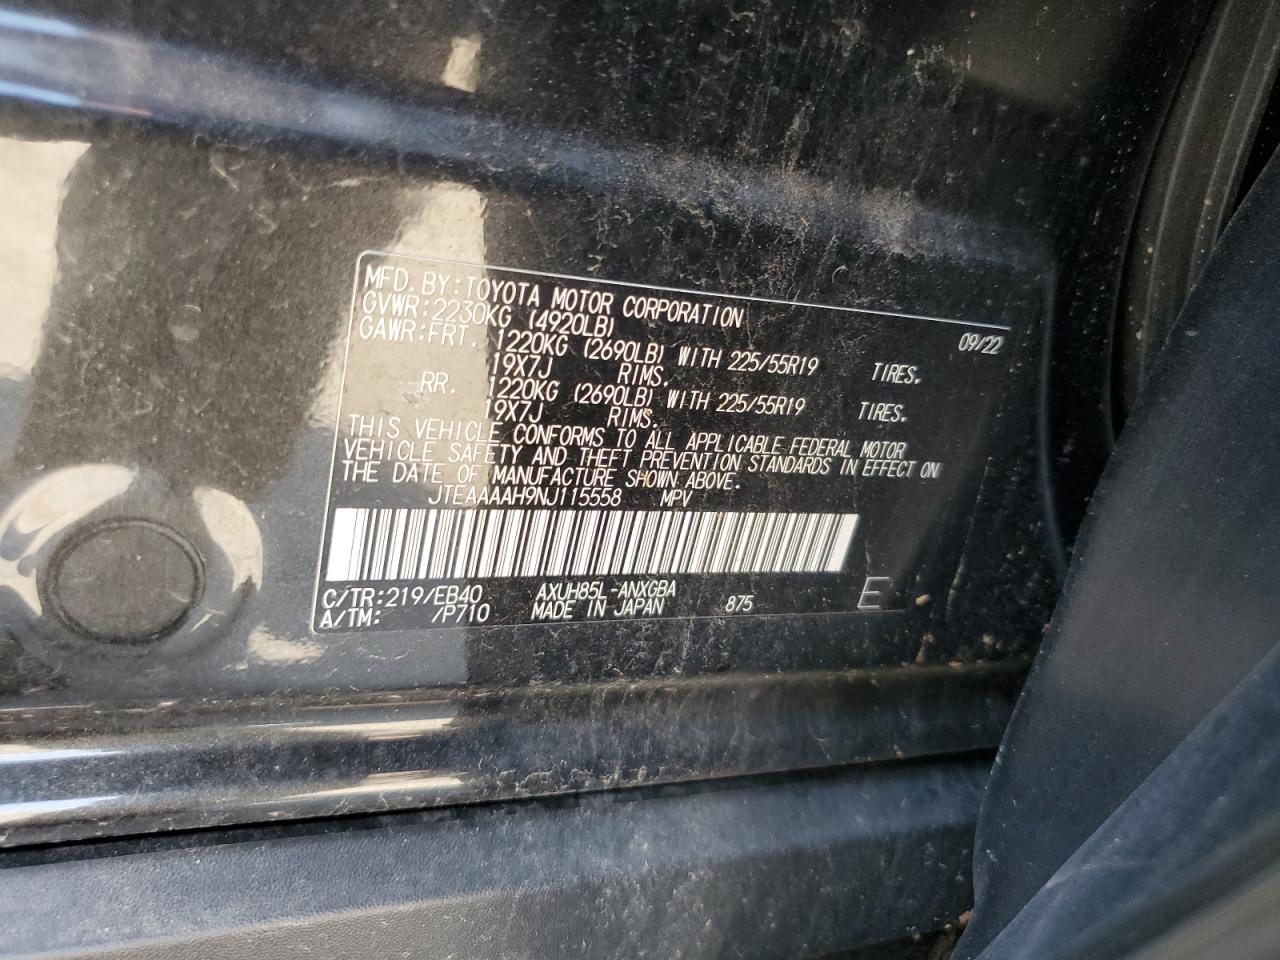 MFD. BY: TOYOTA MOTOR CORPORATION 09/22
GVWR: 2230KG (4920LB)
GAWR: FRT. 1220KG (2690LB) WITH 225/55R19 TIRES.
19X7J RIMS.
RR. 1220KG (2690LB) WITH 225/55R19 TIRES.
19X7J RIMS.
THIS VEHICLE CONFORMS TO ALL APPLICABLE FEDERAL MOTOR
VEHICLE SAFETY AND THEFT PREVENTION STANDARDS IN EFFECT ON
THE DATE OF MANUFACTURE SHOWN ABOVE.
JTEAAAAH9NJ115558 MPV
C/TR: 219/EB40 AXUH85L-ANXGBA
A/TM: /P710 MADE IN JAPAN 875 E